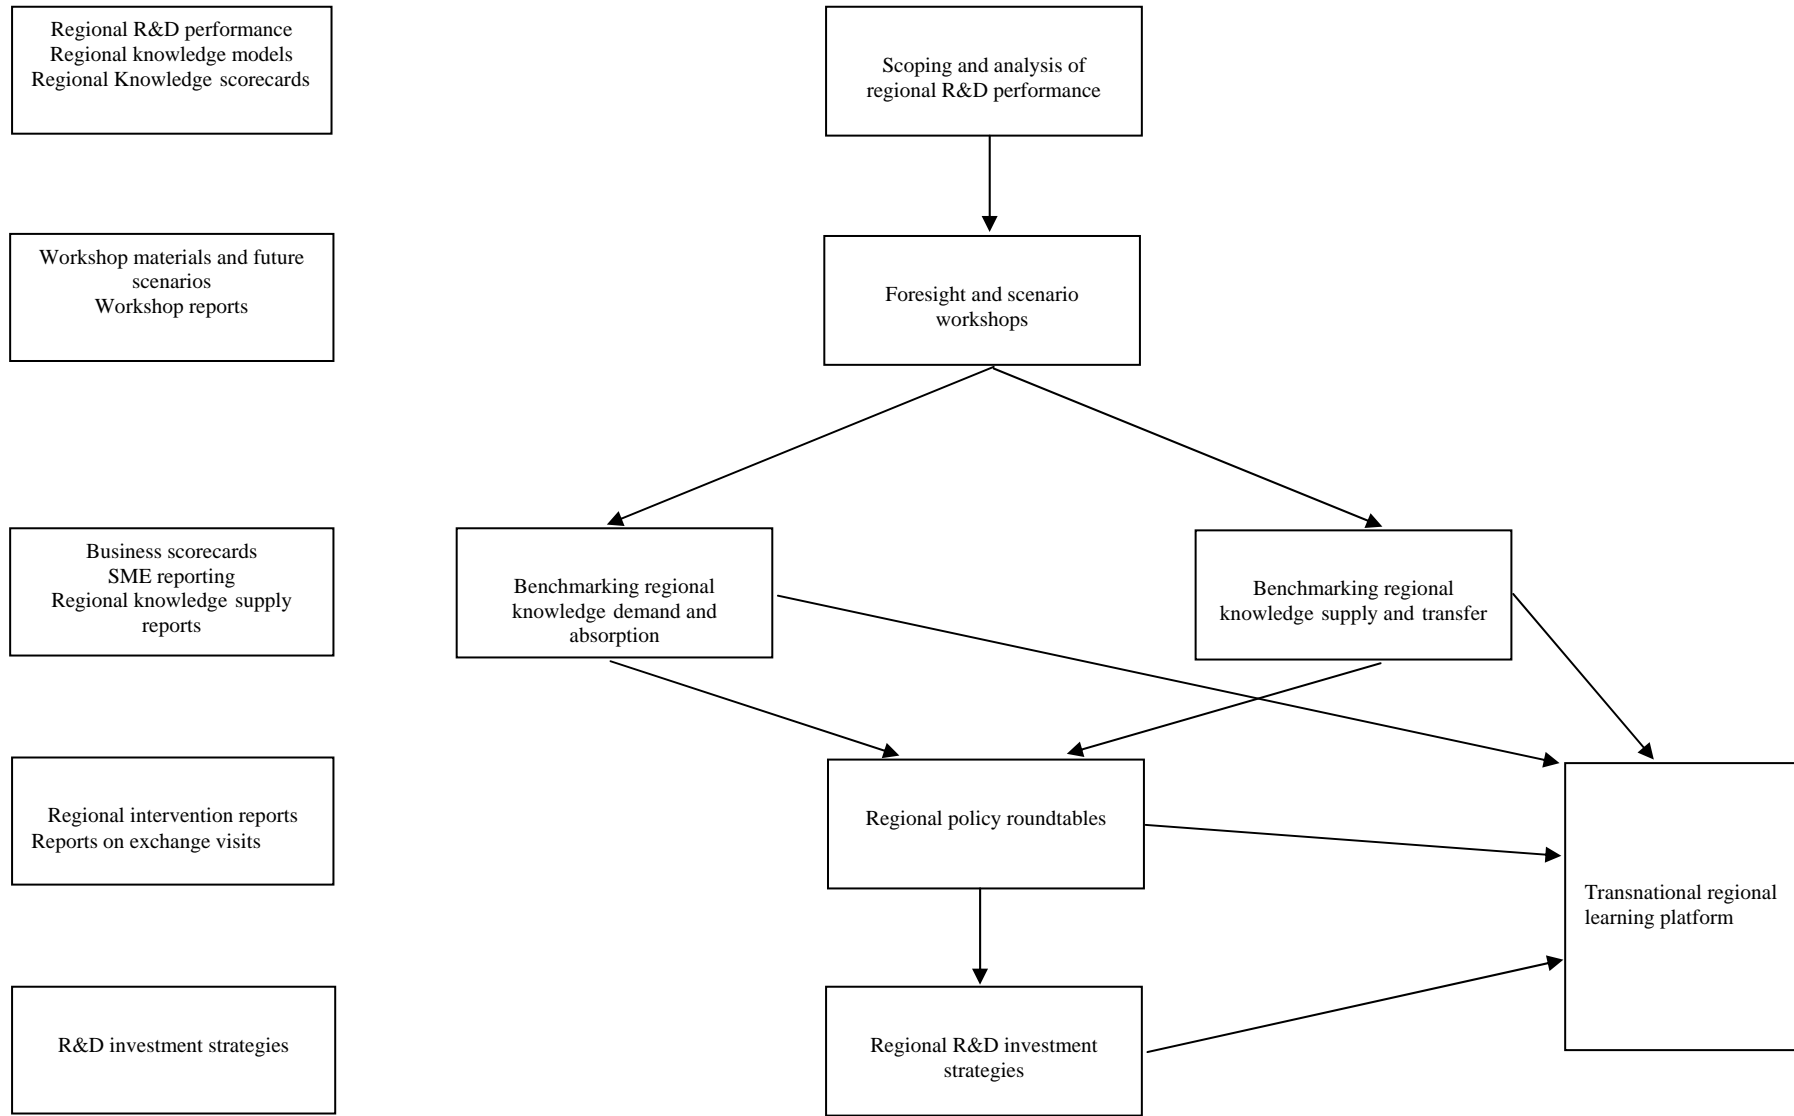 Regional R&D performance
Regional knowledge models
Regional Knowledge scorecards
Scoping and analysis of
regional R&D performance
Workshop materials and future
scenarios
Workshop reports
Foresight and scenario
workshops
Business scorecards
SME reporting
Regional knowledge supply
reports
Benchmarking regional
knowledge demand and
absorption
Benchmarking regional
knowledge supply and transfer
Regional intervention reports
Reports on exchange visits
Regional policy roundtables
Transnational regional
learning platform
R&D investment strategies
Regional R&D investment
strategies